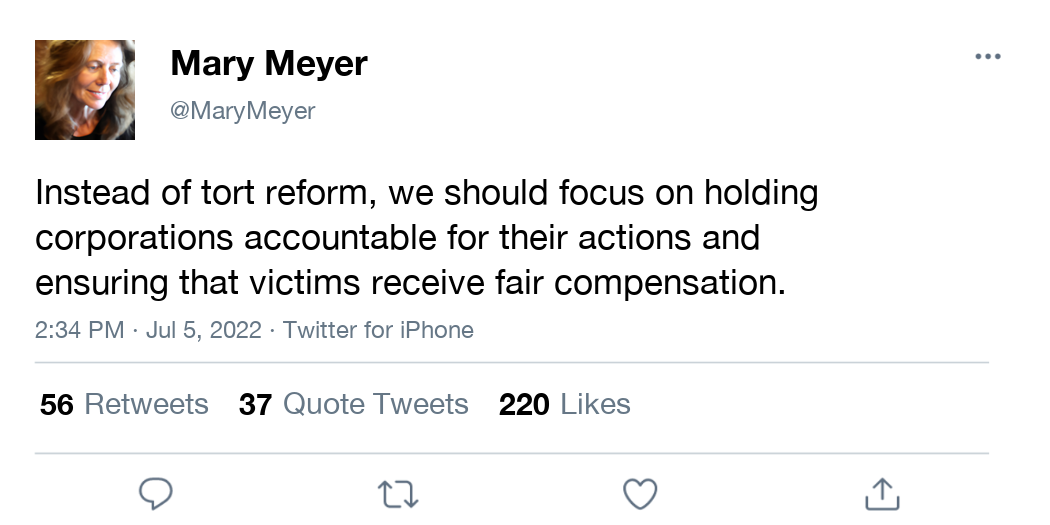 Mary Meyer
@MaryMeyer
Instead of tort reform, we should focus on holding
corporations accountable for their actions and
ensuring that victims receive fair compensation.
2:34 PM · Jul 5, 2022 · Twitter for iPhone
56 Retweets 37 Quote Tweets 220 Likes